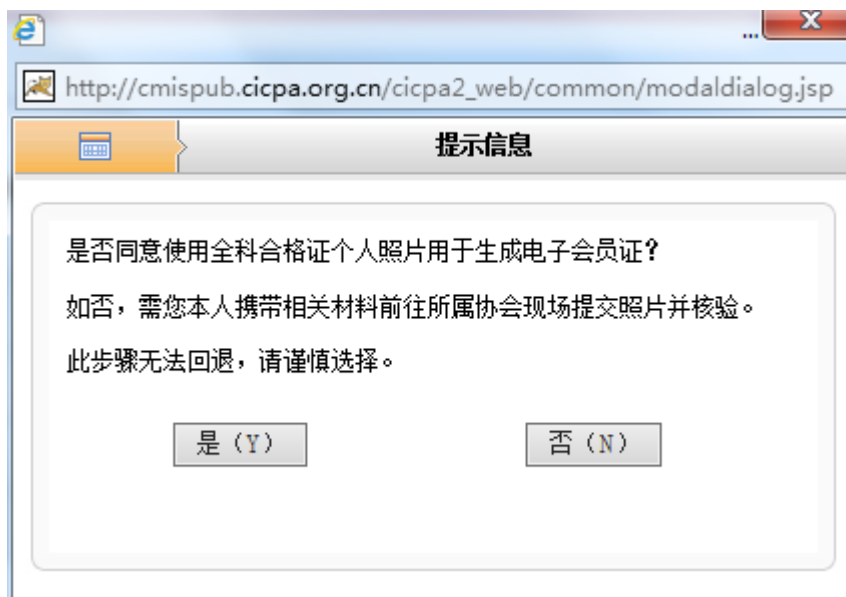 ...
http://cmispub.cicpa.org.cn/cicpa2_web/common/modaldialog.jsp
提示信息
是否同意使用全科合格证个人照片用于生成电子会员证?
如否，需您本人携带相关材料前往所属协会现场提交照片并核验。
此步骤无法回退，请谨慎选择。
是（Y）
否（N）